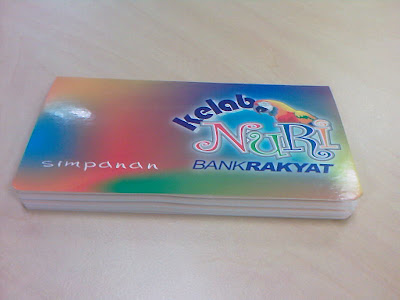 Kelab
NURi
BANKRAKYAT
simpanan